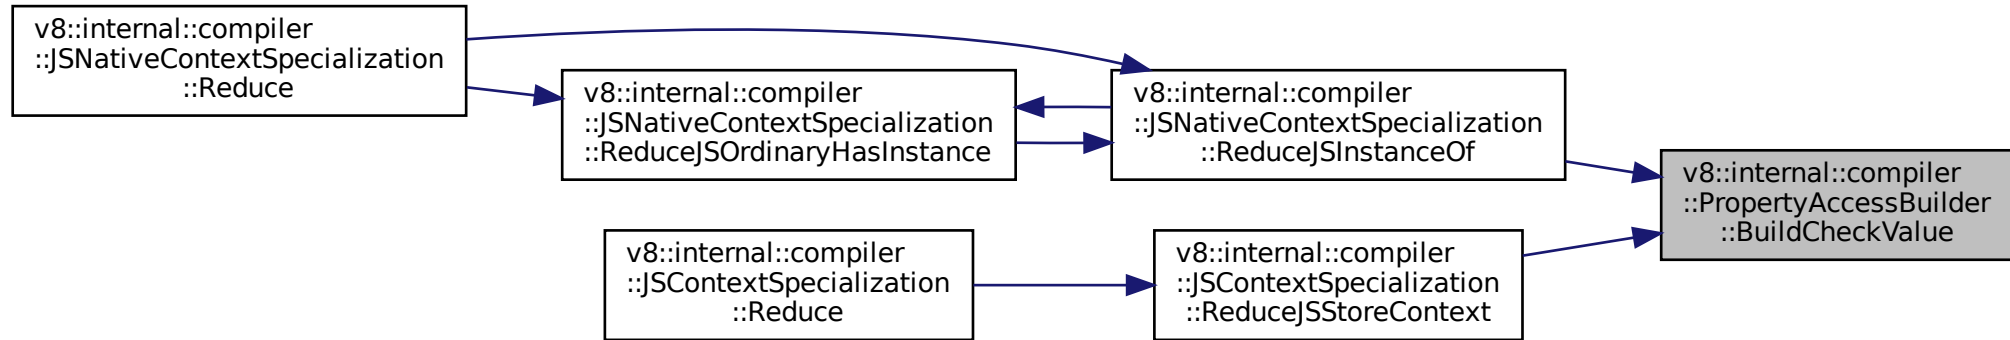 v8::internal::compiler
::JSNativeContextSpecialization
::Reduce
v8::internal::compiler
::JSNativeContextSpecialization
::ReduceJSOrdinaryHasInstance
v8::internal::compiler
::JSNativeContextSpecialization
::ReduceJSInstanceOf
v8::internal::compiler
::PropertyAccessBuilder
::BuildCheckValue
v8::internal::compiler
::JSContextSpecialization
::Reduce
v8::internal::compiler
::JSContextSpecialization
::ReduceJSStoreContext